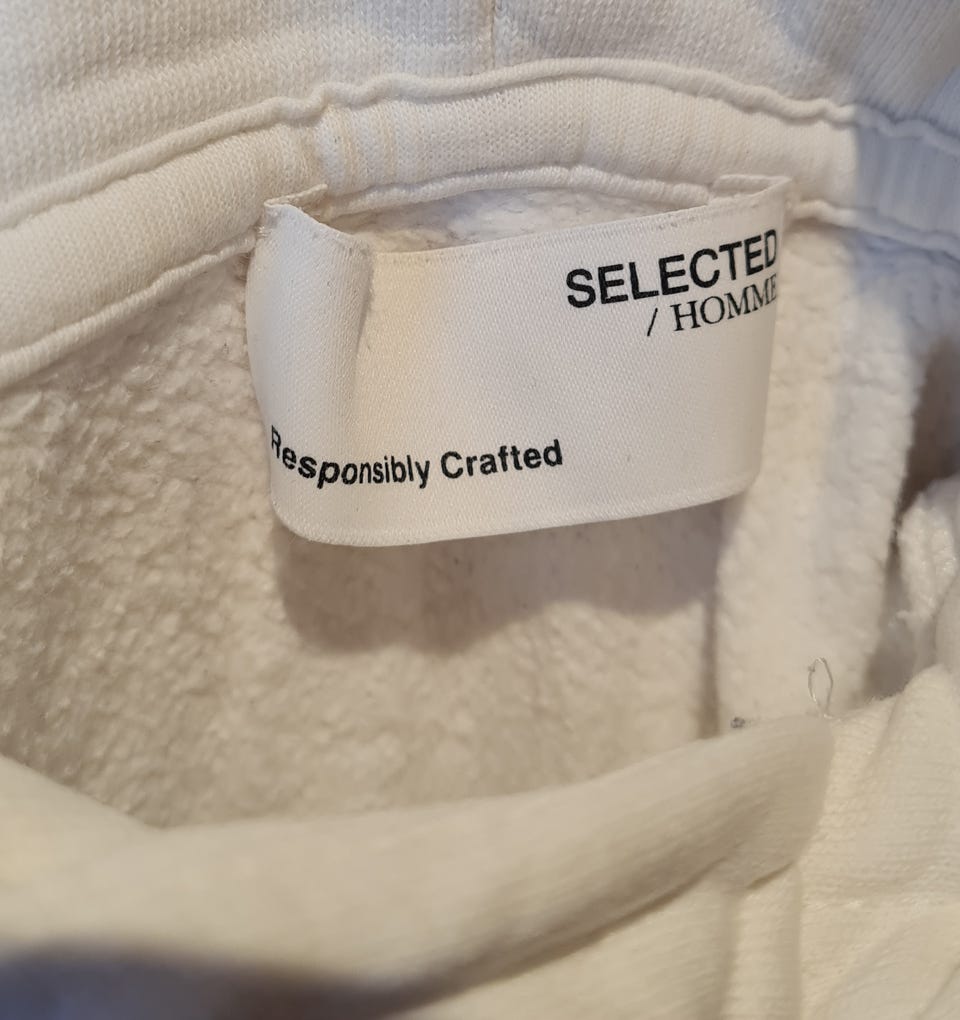 SELECTED
/ HOMME
Responsibly Crafted